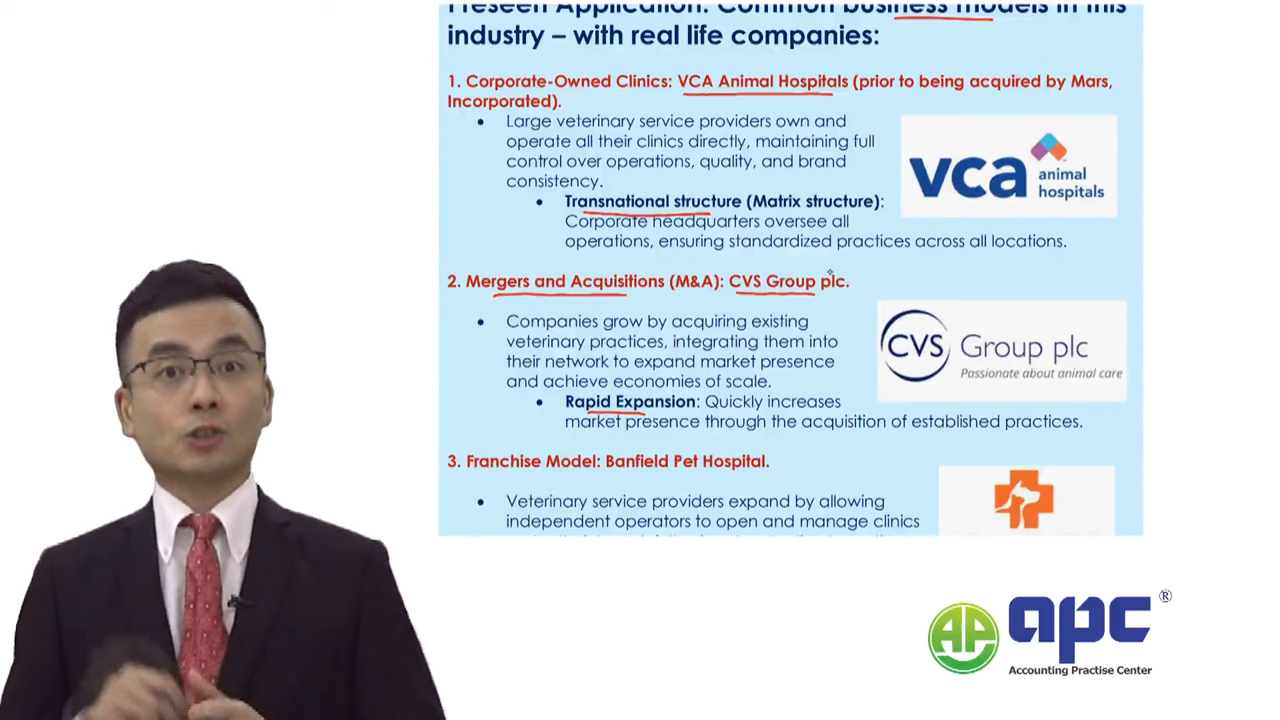 Preseen Application: Common business models in this
industry – with real life companies:
1. Corporate-Owned Clinics: VCA Animal Hospitals (prior to being acquired by Mars,
Incorporated).
• Large veterinary service providers own and
operate all their clinics directly, maintaining full
control over operations, quality, and brand
consistency.
• Transnational structure (Matrix structure):
Corporate headquarters oversee all
operations, ensuring standardized practices across all locations.
vca animal
hospitals
2. Mergers and Acquisitions (M&A): CVS Group plc.
• Companies grow by acquiring existing
veterinary practices, integrating them into
their network to expand market presence
and achieve economies of scale.
• Rapid Expansion: Quickly increases
market presence through the acquisition of established practices.
CVS Group plc
Passionate about animal care
3. Franchise Model: Banfield Pet Hospital.
• Veterinary service providers expand by allowing
independent operators to open and manage clinics
AP apc ®
Accounting Practise Center